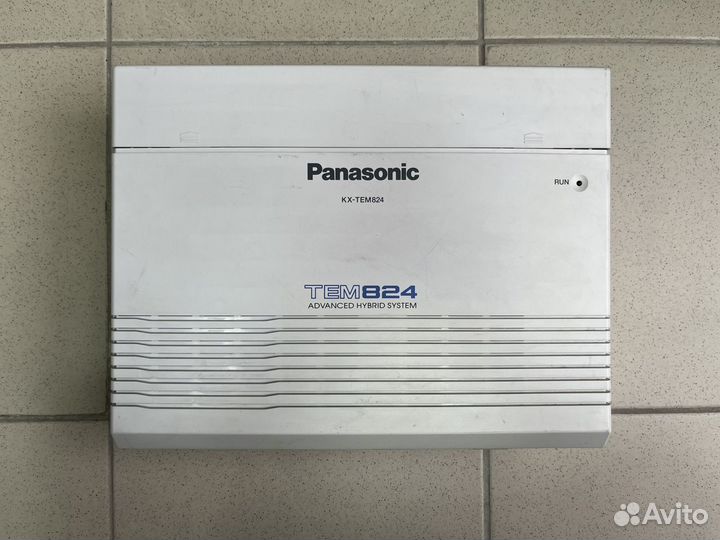 Panasonic
RUN
KX-TEM824
TEM824
ADVANCED HYBRID SYSTEM
Avito